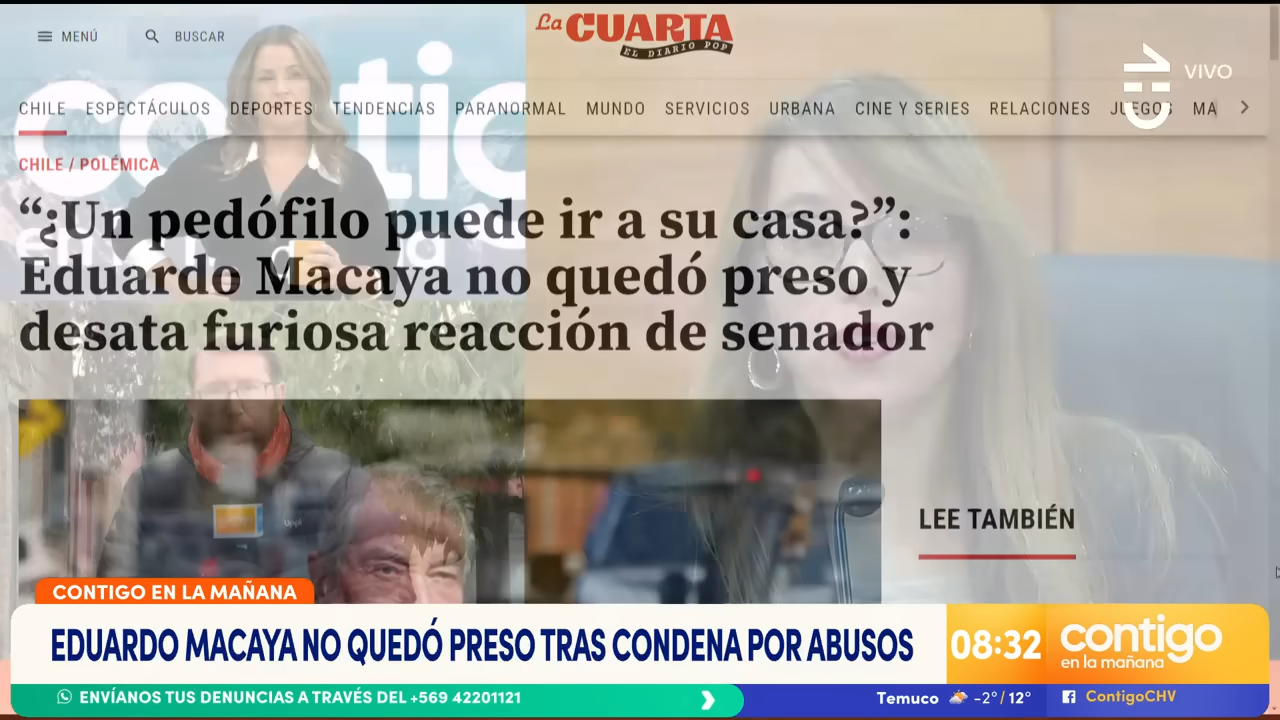 MENÚ
BUSCAR
La CUARTA
EL DIARIO POP
VIVO
CHILE ESPECTÁCULOS DEPORTES TENDENCIAS PARANORMAL MUNDO SERVICIOS URBANA CINE Y SERIES RELACIONES JUEGOS MA
CHILE / POLÉMICA
“¿Un pedófilo puede ir a su casa?”:
Eduardo Macaya no quedó preso y
desata furiosa reacción de senador
LEE TAMBIÉN
CONTIGO EN LA MAÑANA
EDUARDO MACAYA NO QUEDÓ PRESO TRAS CONDENA POR ABUSOS
08:32
contigo
en la mañana
ENVÍANOS TUS DENUNCIAS A TRAVÉS DEL +569 42201121
Temuco -2°/ 12°
ContigoCHV